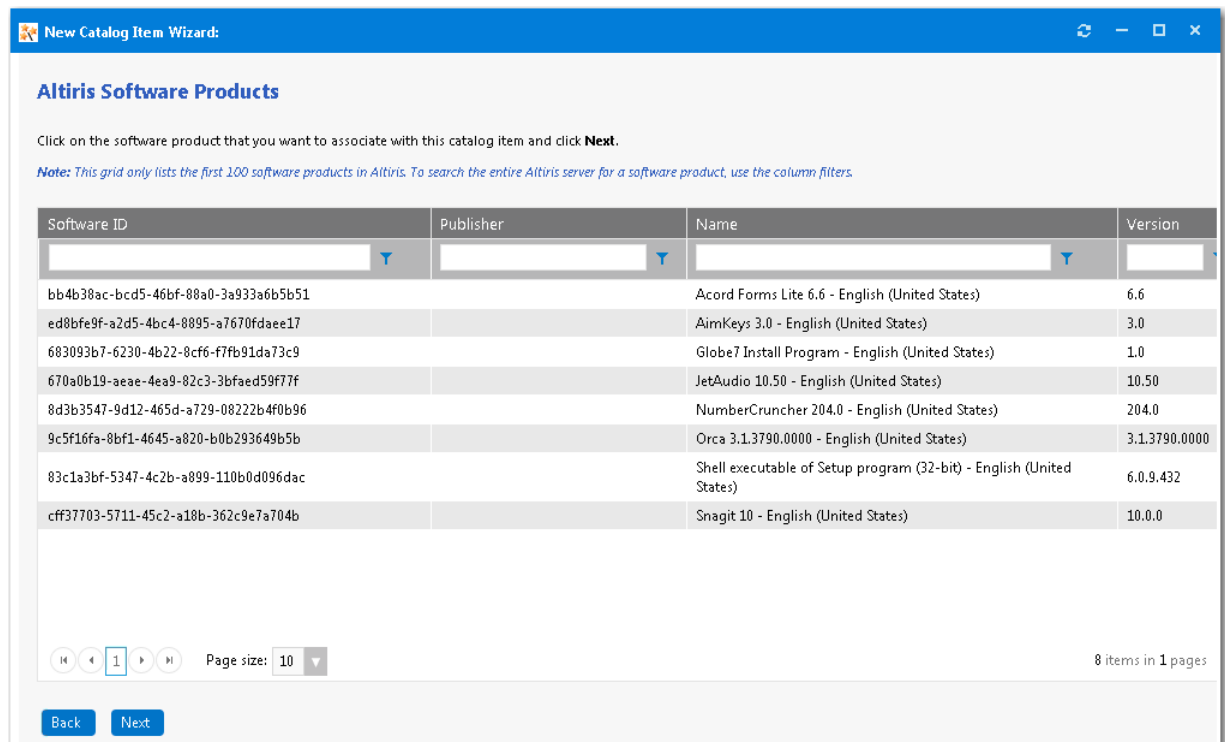 New Catalog Item Wizard:
Altiris Software Products
Click on the software product that you want to associate with this catalog item and click Next.
Note: This grid only lists the first 100 software products in Altiris. To search the entire Altiris server for a software product, use the column filters.
Software ID Publisher Name Version
bb4b38ac-bcd5-46bf-88a0-3a933a6b5b51 Acord Forms Lite 6.6 - English (United States) 6.6
ed8bfe9f-a2d5-4bc4-8895-a7670fdaee17 AimKeys 3.0 - English (United States) 3.0
683093b7-6230-4b22-8cf6-f7fb91da73c9 Globe7 Install Program - English (United States) 1.0
670a0b19-aeae-4ea9-82c3-3bfaed59f77f JetAudio 10.50 - English (United States) 10.50
8d3b3547-9d12-465d-a729-08222b4f0b96 NumberCruncher 204.0 - English (United States) 204.0
9c5f16fa-8bf1-4645-a820-b0b293649b5b Orca 3.1.3790.0000 - English (United States) 3.1.3790.0000
83c1a3bf-5347-4c2b-a899-110b0d096dac Shell executable of Setup program (32-bit) - English (United States) 6.0.9.432
cff37703-5711-45c2-a18b-362c9e7a704b Snagit 10 - English (United States) 10.0.0
1 Page size: 10 8 items in 1 pages
Back Next